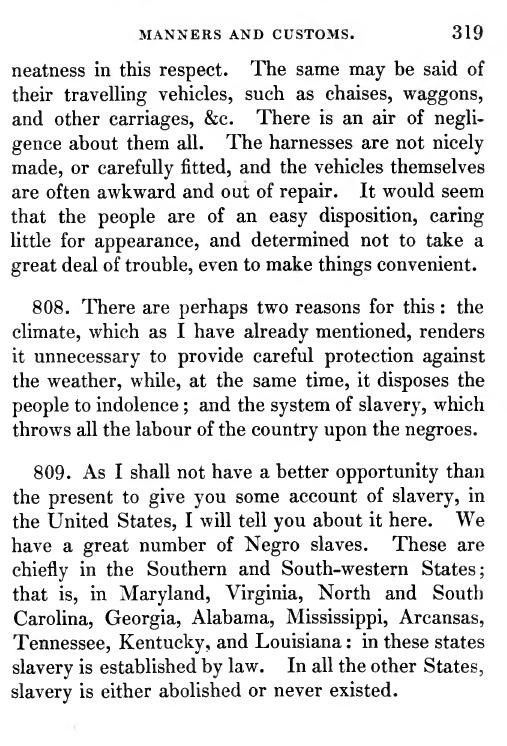 MANNERS AND CUSTOMS. 319
neatness in this respect. The same may be said of
their travelling vehicles, such as chaises, waggons,
and other carriages, &c. There is an air of negli-
gence about them all. The harnesses are not nicely
made, or carefully fitted, and the vehicles themselves
are often awkward and out of repair. It would seem
that the people are of an easy disposition, caring
little for appearance, and determined not to take a
great deal of trouble, even to make things convenient.
808. There are perhaps two reasons for this : the
climate, which as I have already mentioned, renders
it unnecessary to provide careful protection against
the weather, while, at the same time, it disposes the
people to indolence ; and the system of slavery, which
throws all the labour of the country upon the negroes.
809. As I shall not have a better opportunity than
the present to give you some account of slavery, in
the United States, I will tell you about it here. We
have a great number of Negro slaves. These are
chiefly in the Southern and South-western States;
that is, in Maryland, Virginia, North and South
Carolina, Georgia, Alabama, Mississippi, Arcansas,
Tennessee, Kentucky, and Louisiana : in these states
slavery is established by law. In all the other States,
slavery is either abolished or never existed.